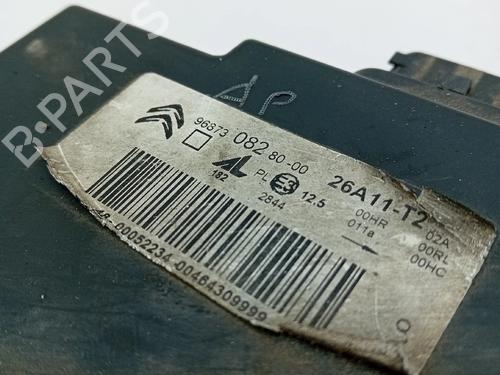 B-PARTS
AP
96873 082 80-00
26A11-T2
182
PL E3 12.5
2844
00HR 02A
011a 00RL
00HC
00052234-00464309999